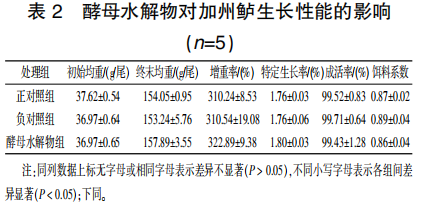 表 2 酵母水解物对加州鲈生长性能的影响
(n=5)
处理组 初始均重/(g/尾) 终末均重/(g/尾) 增重率/(%) 特定生长率/(%) 成活率/(%) 饵料系数
正对照组 37.62±0.54 154.05±0.95 310.24±8.53 1.76±0.03 99.52±0.83 0.87±0.02
负对照组 36.97±0.64 153.24±5.76 310.54±19.08 1.76±0.06 99.71±0.64 0.89±0.04
酵母水解物组 36.97±0.65 157.89±3.55 322.89±9.38 1.80±0.03 99.43±1.28 0.86±0.04
注:同列数据上标无字母或相同字母表示差异不显著(P>0.05),不同小写字母表示各组间差
异显著(P<0.05);下同。